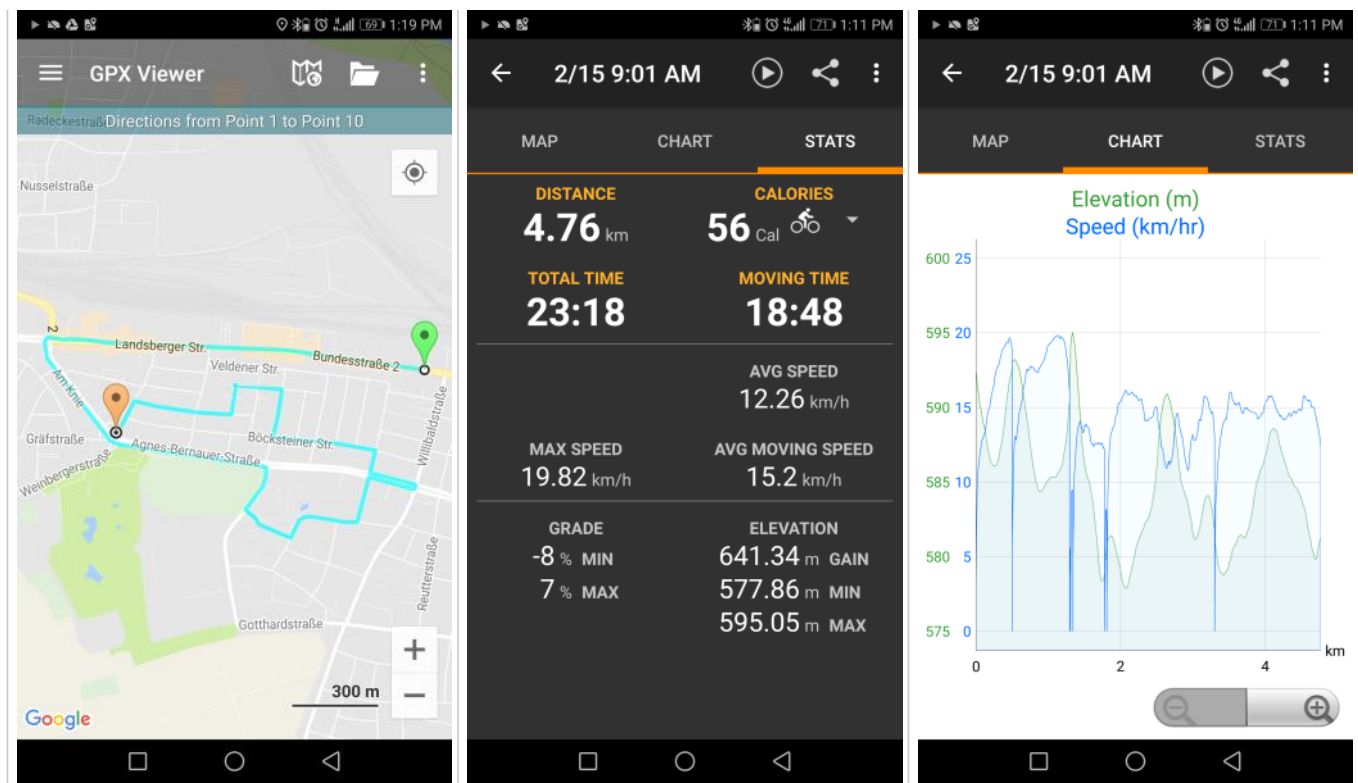 69 1:19 PM
GPX Viewer
Directions from Point 1 to Point 10
Radeckestraß
Nusselstraße
2
Landsberger Str.
Bundesstraße 2
Veldener Str.
Am Knie
Willibaldstraße
Gräfstraße
Agnes-Bernauer-Straße
Böcksteiner Str.
Weinbergerstraße
Reutterstraße
Gotthardstraße
+
300 m
−
Google
71 1:11 PM
2/15 9:01 AM
MAP CHART STATS
DISTANCE CALORIES
4.76 km 56 Cal
TOTAL TIME MOVING TIME
23:18 18:48
AVG SPEED
12.26 km/h
MAX SPEED AVG MOVING SPEED
19.82 km/h 15.2 km/h
GRADE ELEVATION
-8 % MIN 641.34 m GAIN
7 % MAX 577.86 m MIN
595.05 m MAX
71 1:11 PM
2/15 9:01 AM
MAP CHART STATS
Elevation (m)
Speed (km/hr)
600 25
595 20
590 15
585 10
580 5
575 0
km
0 2 4